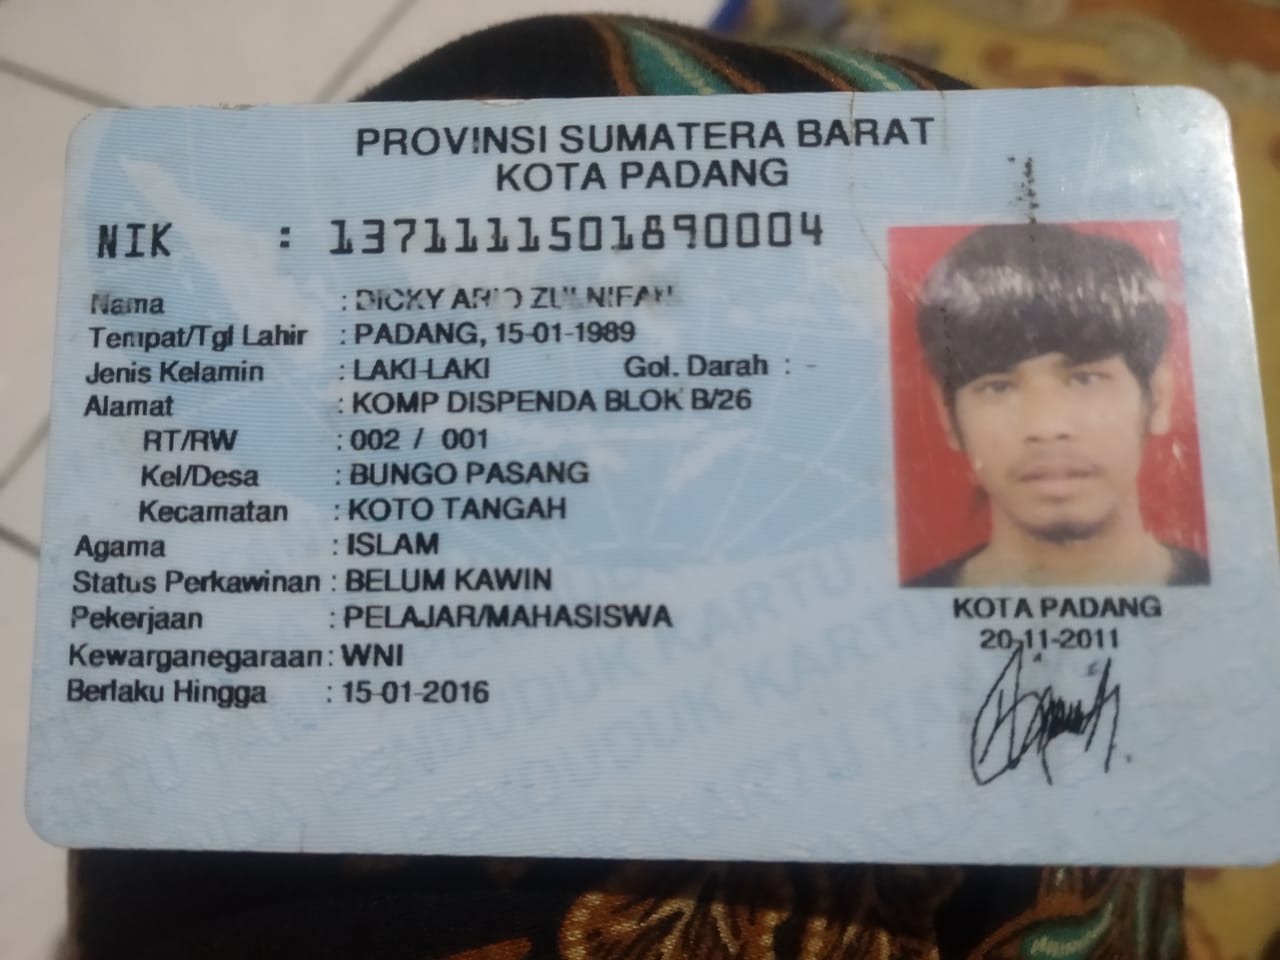 PROVINSI SUMATERA BARAT
KOTA PADANG
NIK : 1371111501890004
Nama : DICKY
Tempat/Tgl Lahir : PADANG, 15-01-1989
Jenis Kelamin : LAKI-LAKI Gol. Darah : -
Alamat : KOMP DISPENDA BLOK B/26
RT/RW : 002 / 001
Kel/Desa : BUNGO PASANG
Kecamatan : KOTO TANGAH
Agama : ISLAM
Status Perkawinan : BELUM KAWIN
Pekerjaan : PELAJAR/MAHASISWA
Kewarganegaraan : WNI
Berlaku Hingga : 15-01-2016
KOTA PADANG
20-11-2011